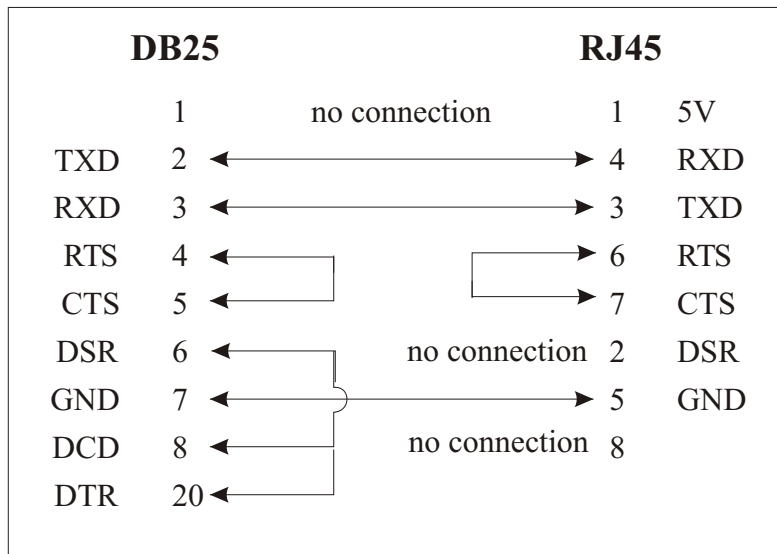 DB25 RJ45
1 no connection 1 5V
TXD 2 4 RXD
RXD 3 3 TXD
RTS 4 6 RTS
CTS 5 7 CTS
DSR 6 no connection 2 DSR
GND 7 5 GND
DCD 8 no connection 8
DTR 20